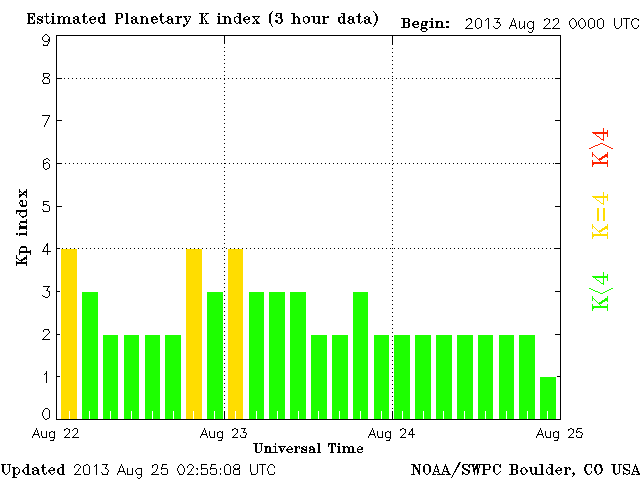 Estimated Planetary K index (3 hour data) Begin: 2013 Aug 22 0000 UTC
9
8
7
6
5
4
3
2
1
0
Kp index
K>4
K=4
K<4
Aug 22 Aug 23 Aug 24 Aug 25
Universal Time
Updated 2013 Aug 25 02:55:08 UTC NOAA/SWPC Boulder, CO USA